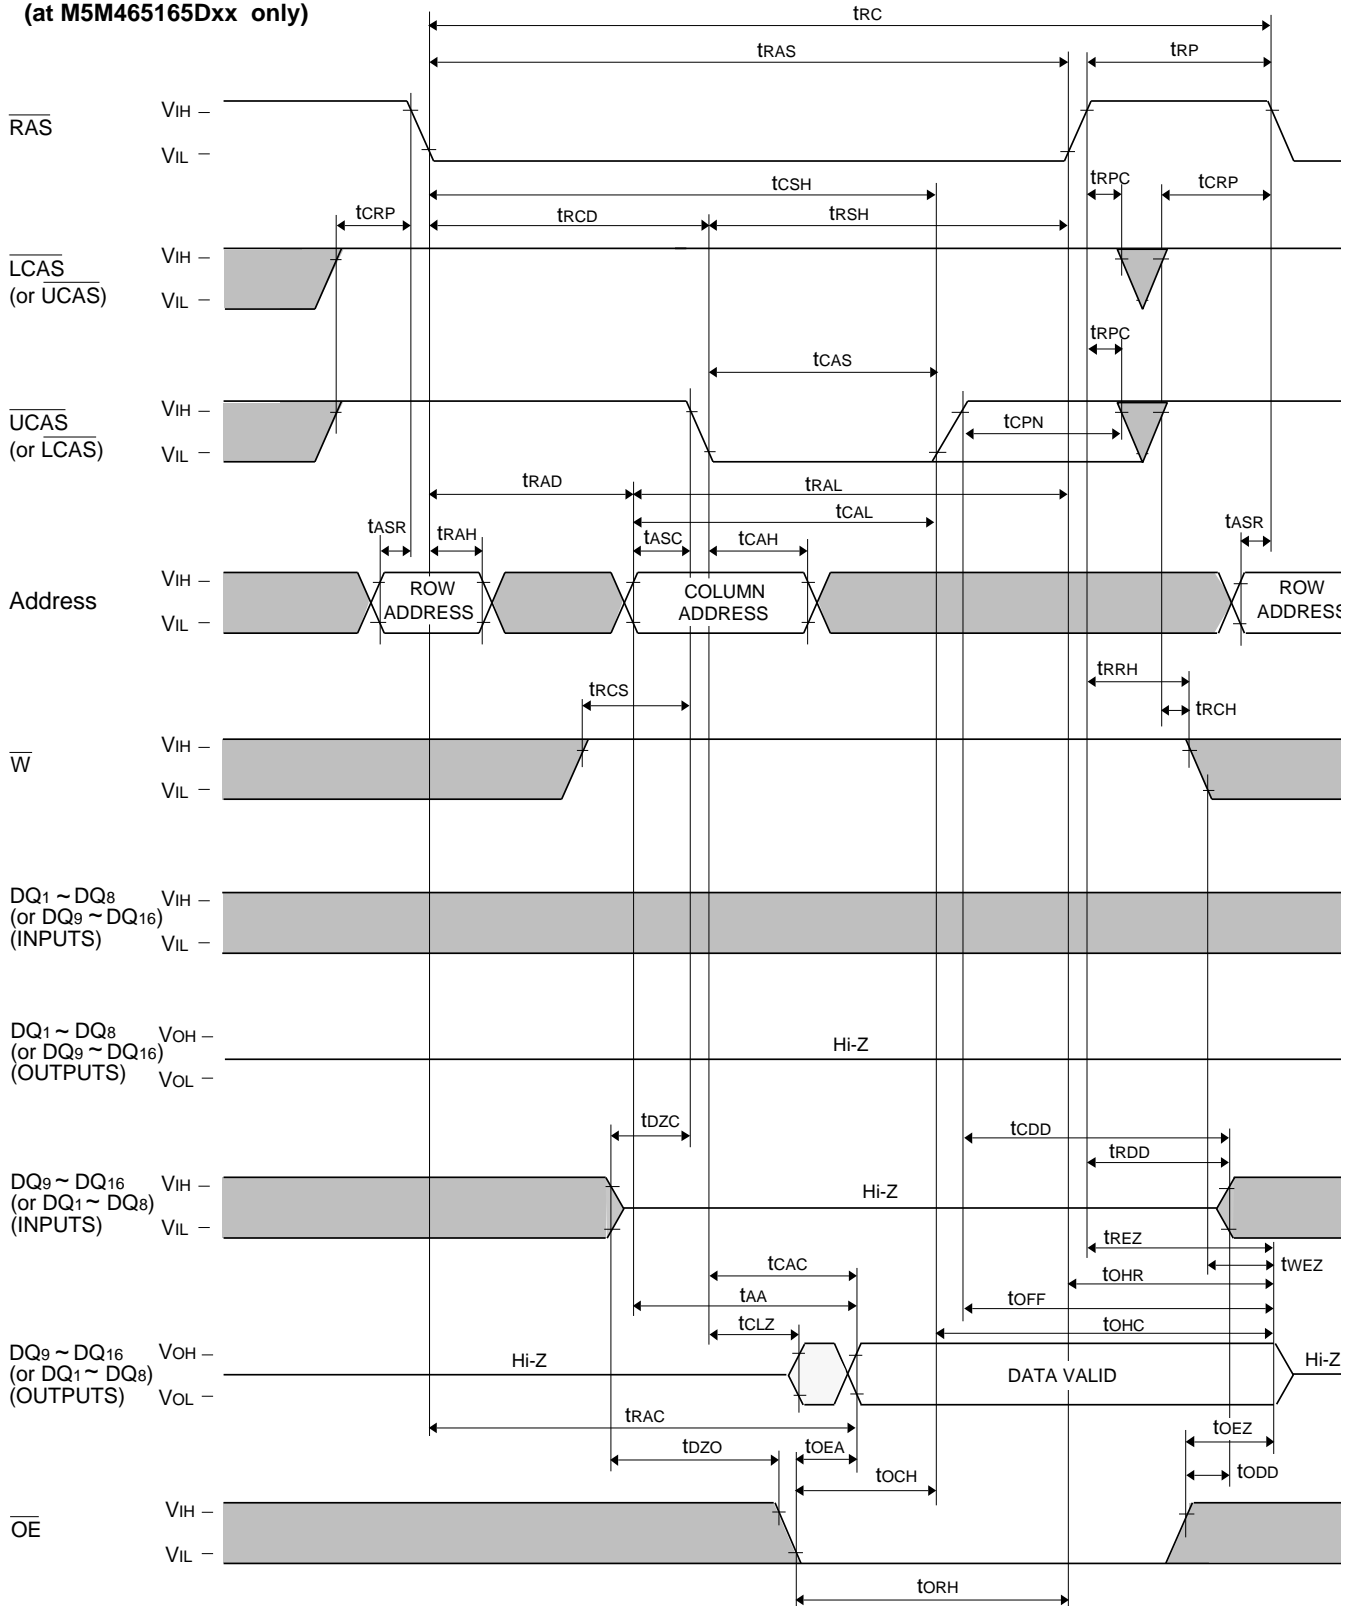 (at M5M465165Dxx only)
tRC
tRAS
tRP
RAS
VIH
VIL
tCSH
tRPC
tCRP
tCRP
tRCD
tRSH
LCAS
(or UCAS)
VIH
VIL
tRPC
tCAS
UCAS
(or LCAS)
VIH
VIL
tCPN
tRAD
tRAL
tCAL
tASR
tRAH
tASC
tCAH
tASR
Address
VIH
VIL
ROW
ADDRESS
COLUMN
ADDRESS
ROW
ADDRESS
tRRH
tRCS
tRCH
W
VIH
VIL
DQ1 ~ DQ8
(or DQ9 ~ DQ16)
(INPUTS)
VIH
VIL
DQ1 ~ DQ8
(or DQ9 ~ DQ16)
(OUTPUTS)
VOH
VOL
Hi-Z
tDZC
tCDD
tRDD
DQ9 ~ DQ16
(or DQ1 ~ DQ8)
(INPUTS)
VIH
VIL
Hi-Z
tREZ
tCAC
tWEZ
tOHR
tAA
tOFF
tCLZ
tOHC
DQ9 ~ DQ16
(or DQ1 ~ DQ8)
(OUTPUTS)
VOH
VOL
Hi-Z
DATA VALID
Hi-Z
tRAC
tOEZ
tDZO
tOEA
tODD
tOCH
OE
VIH
VIL
tORH